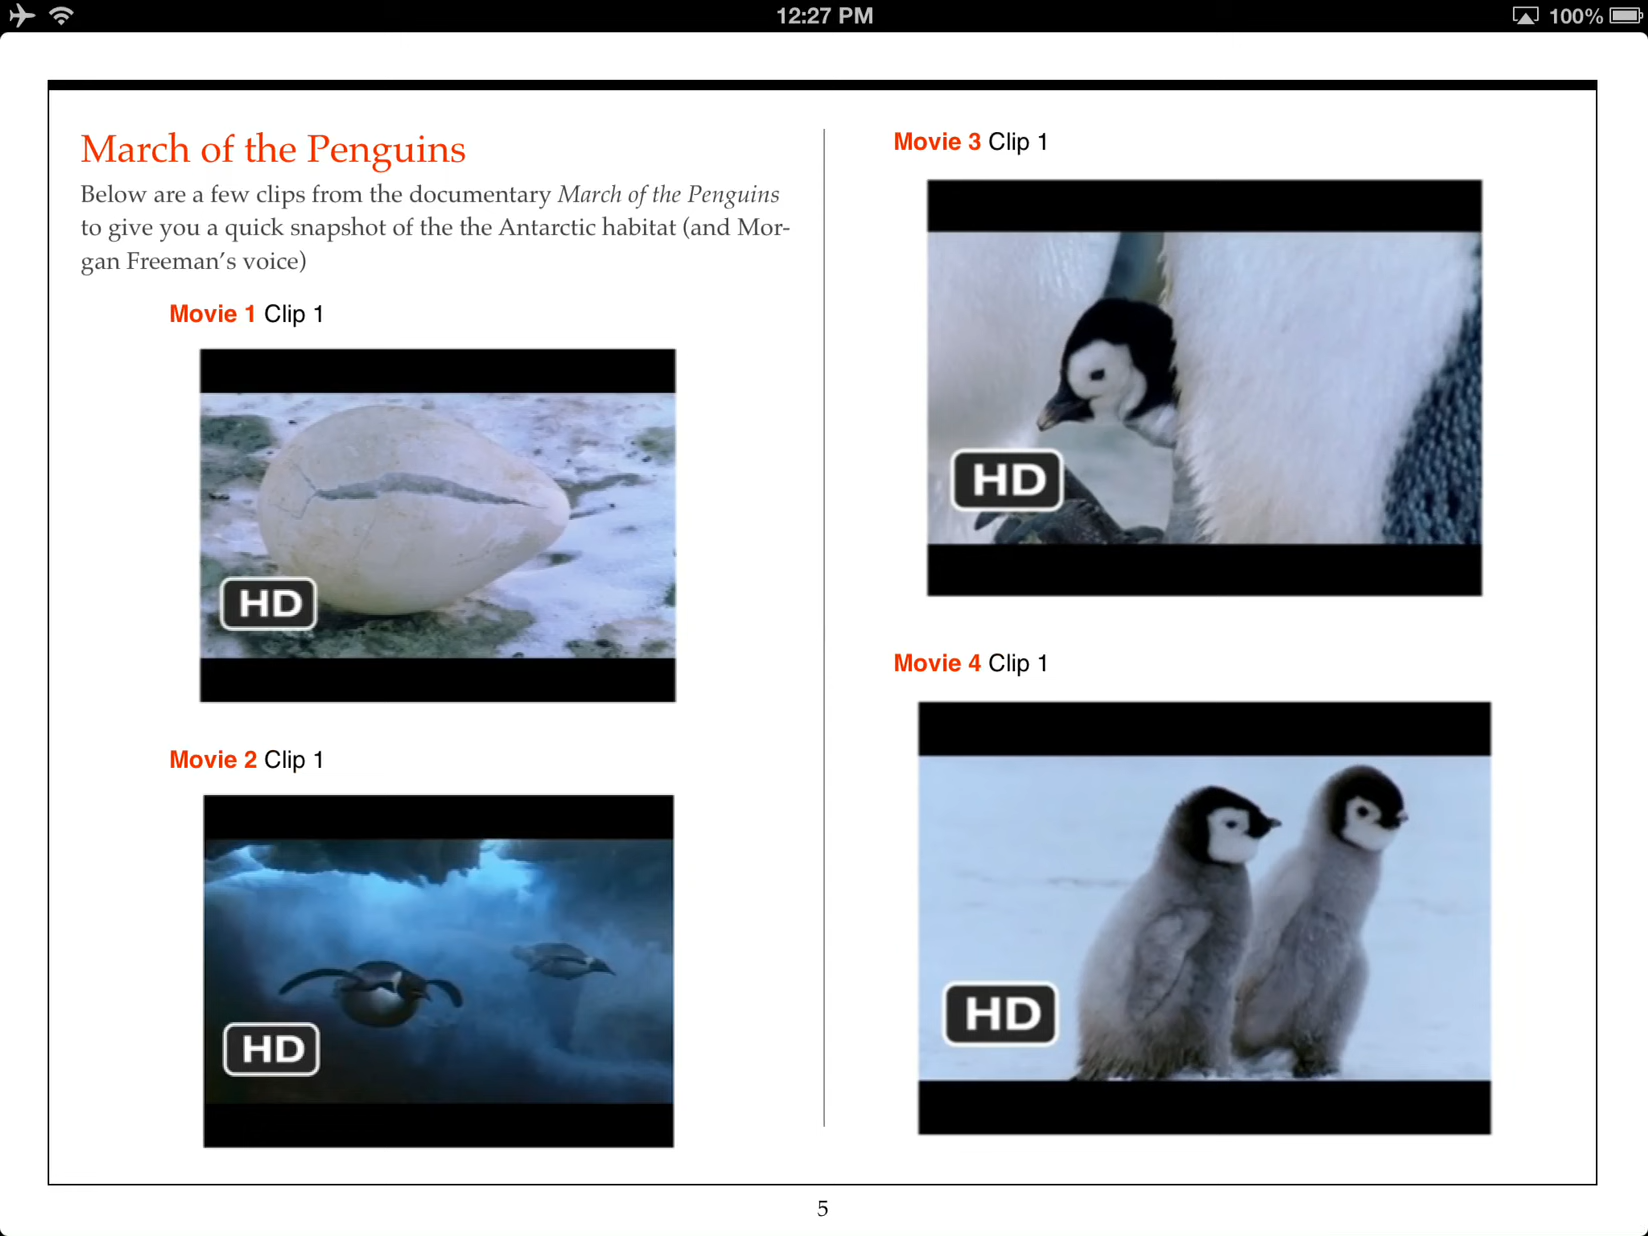 12:27 PM
100%
March of the Penguins
Below are a few clips from the documentary March of the Penguins
to give you a quick snapshot of the the Antarctic habitat (and Mor-
gan Freeman's voice)
Movie 1 Clip 1
HD
Movie 2 Clip 1
HD
Movie 3 Clip 1
HD
Movie 4 Clip 1
HD
5